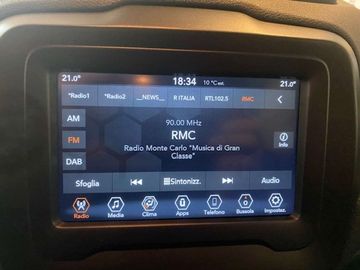 21.0° 18:34 10 °C est. 21.0°
*Radio1 *Radio2 __NEWS__ R ITALIA RTL102.5 RMC
90.00 MHz
AM
RMC
FM
Radio Monte Carlo "Musica di Gran
Classe"
Info
DAB
Sfoglia Sintonizz. Audio
Radio Media Clima Apps Telefono Bussola Impostaz.